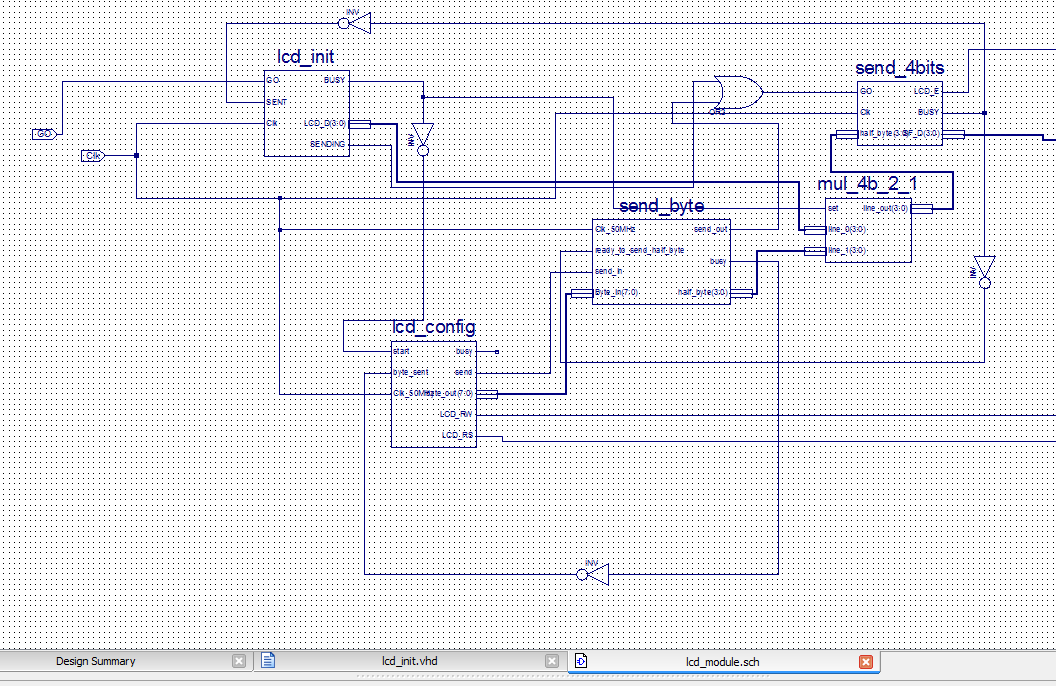 INV
lcd_init
GO
BUSY
SENT
Clk
LCD_D(3:0)
SENDING
GO
Clk
INV
OR2
send_4bits
GO
LCD_E
Clk
BUSY
half_byte(3:0)
SF_D(3:0)
mul_4b_2_1
set
line_out(3:0)
line_0(3:0)
line_1(3:0)
send_byte
Clk_50MHz
send_out
ready_to_send_half_byte
busy
send_in
Byte_in(7:0)
half_byte(3:0)
INV
lcd_config
start
busy
byte_sent
send
Clk_50MHz
byte_out(7:0)
LCD_RW
LCD_RS
INV
Design Summary
lcd_init.vhd
lcd_module.sch